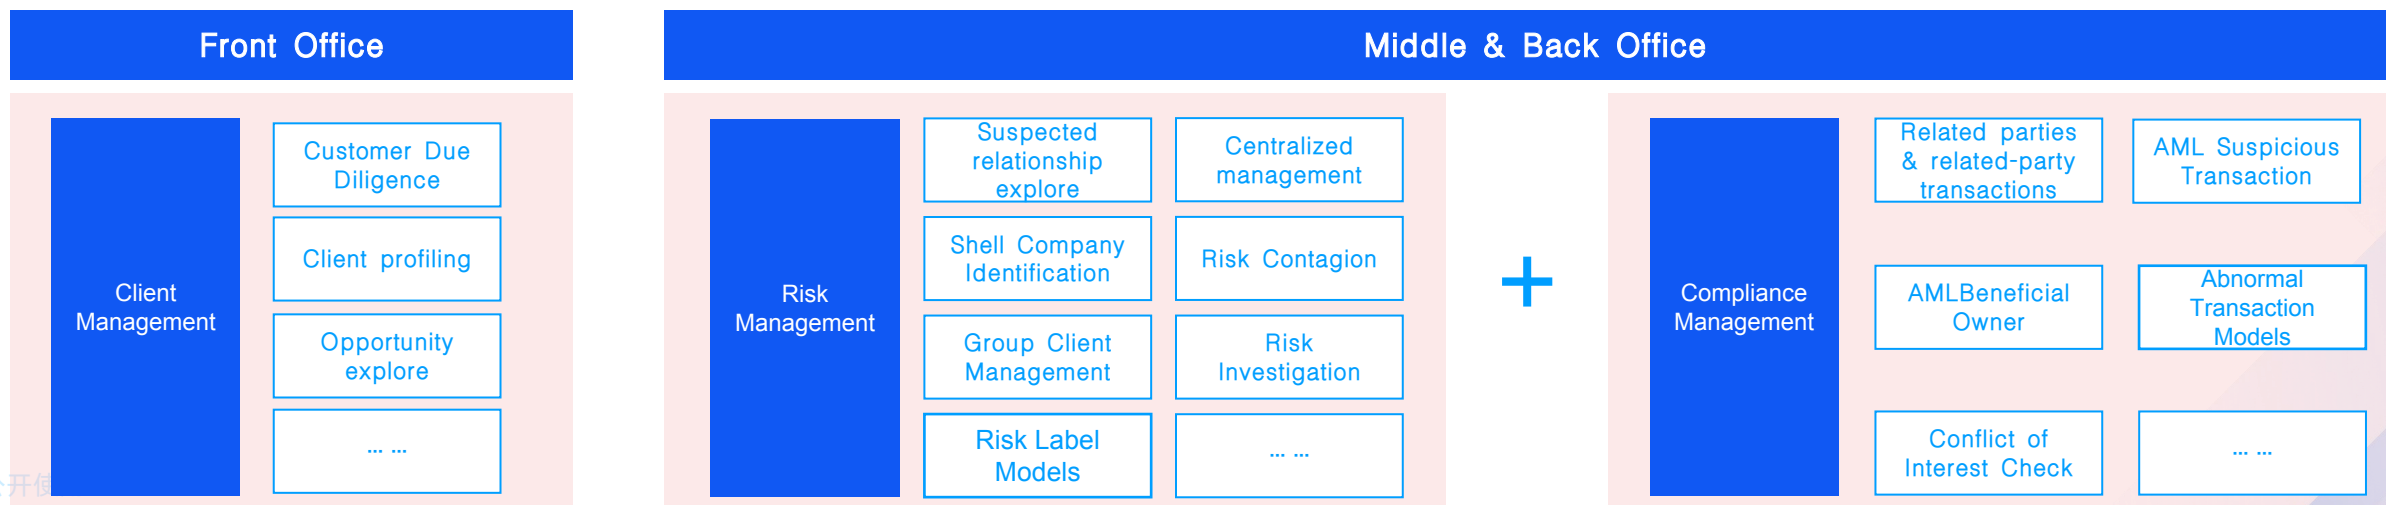 Front Office
Client
Management
Customer Due
Diligence
Client profiling
Opportunity
explore
... ...
Middle & Back Office
Risk
Management
Suspected
relationship
explore
Centralized
management
Shell Company
Identification
Risk Contagion
Group Client
Management
Risk
Investigation
Risk Label
Models
... ...
+
Compliance
Management
Related parties
& related-party
transactions
AML Suspicious
Transaction
AMLBeneficial
Owner
Abnormal
Transaction
Models
Conflict of
Interest Check
... ...
开使